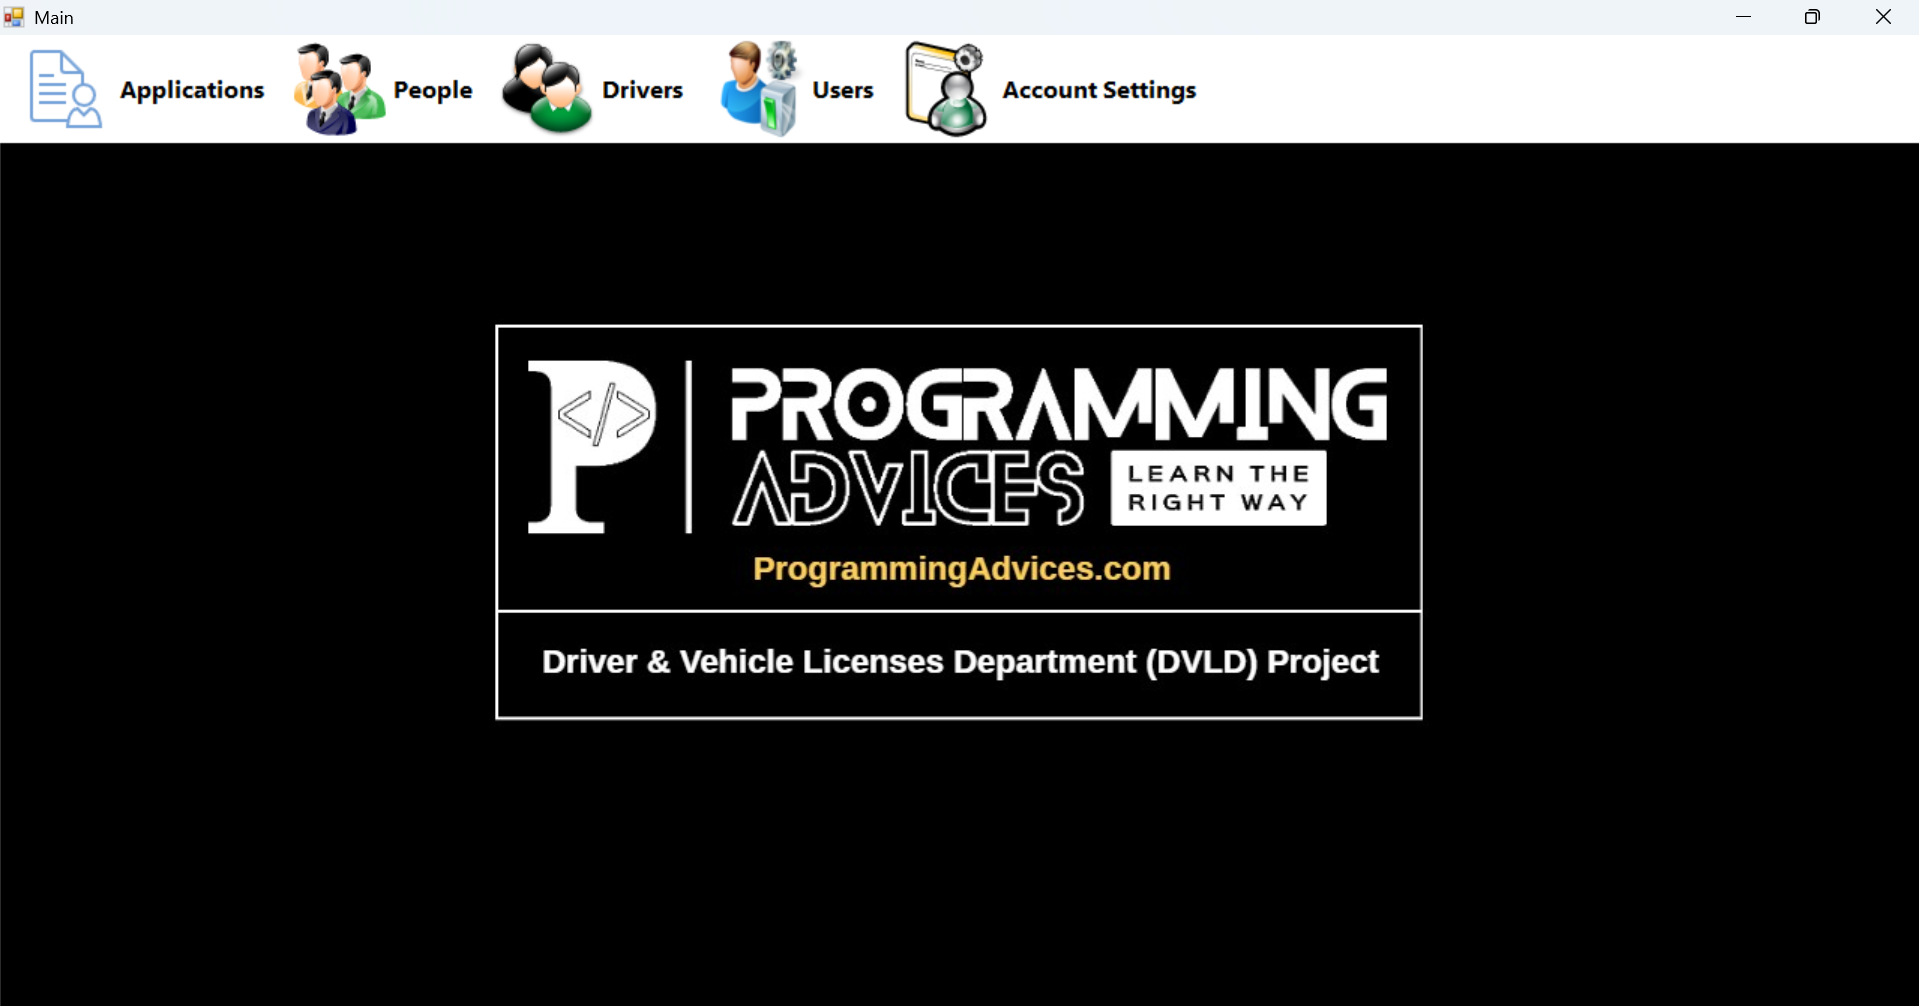 Main
Applications
People
Drivers
Users
Account Settings
</>
P
PROGRAMMING
ADVICES
LEARN THE
RIGHT WAY
ProgrammingAdvices.com
Driver & Vehicle Licenses Department (DVLD) Project